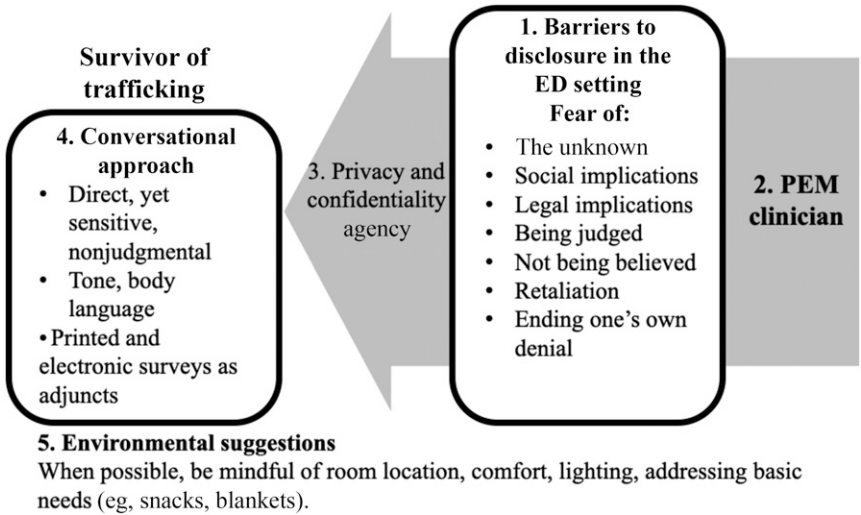 Survivor of
trafficking
4. Conversational
approach
• Direct, yet
sensitive,
nonjudgmental
• Tone, body
language
• Printed and
electronic surveys as
adjuncts
3. Privacy and
confidentiality
agency
1. Barriers to
disclosure in the
ED setting
Fear of:
• The unknown
• Social implications
• Legal implications
• Being judged
• Not being believed
• Retaliation
• Ending one’s own
denial
2. PEM
clinician
5. Environmental suggestions
When possible, be mindful of room location, comfort, lighting, addressing basic
needs (eg, snacks, blankets).